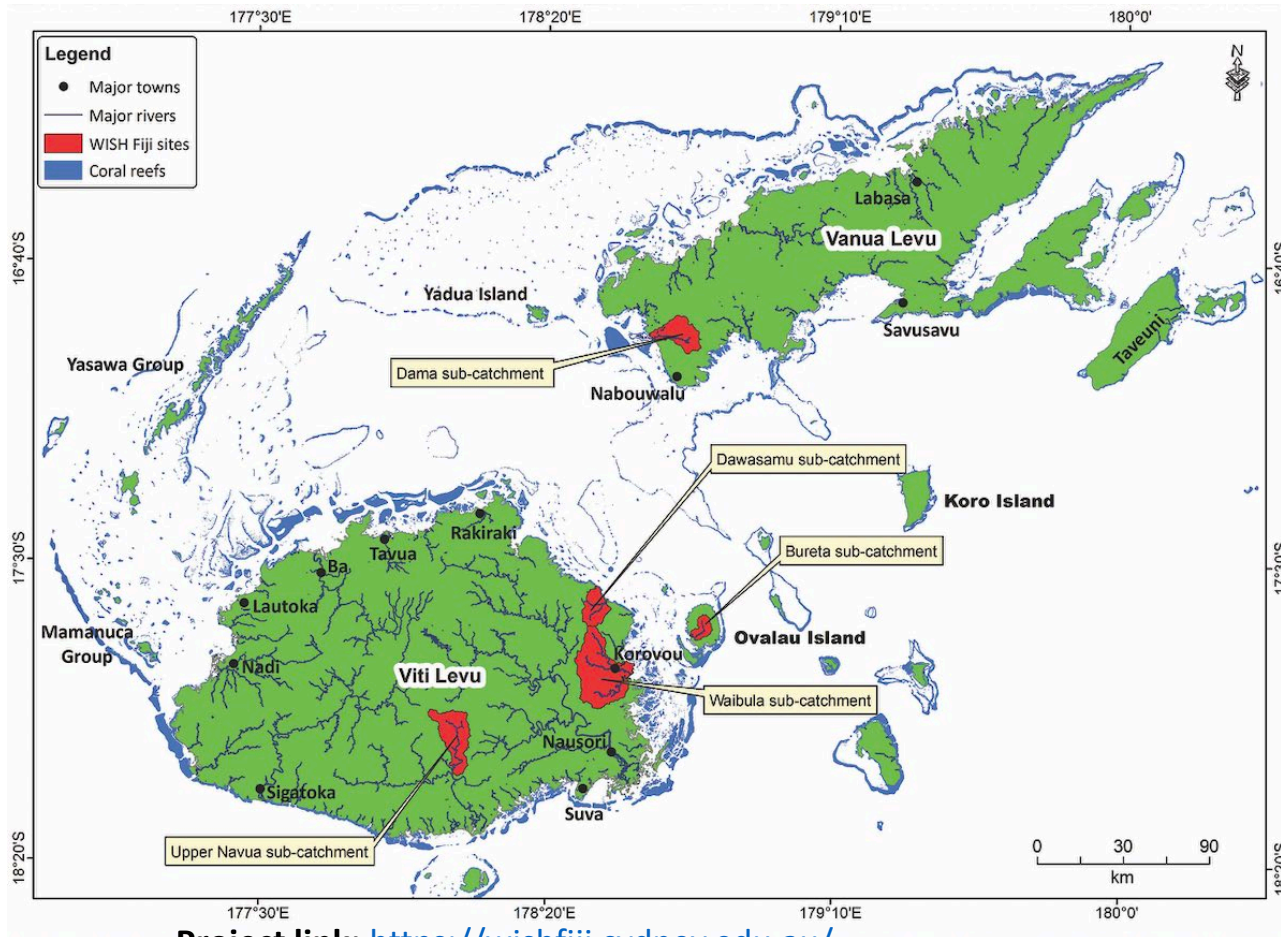 177°30' 178°20' 179°10' 180°0'
Legend
Major towns
Major rivers
WISH Fiji sites
Coral reefs
N
Labasa
Vanua Levu
16°40'S
16°40'S
Yadua Island
Savusavu
Taveuni
Yasawa Group
Dama sub-catchment
Nabouwalu
Dawasamu sub-catchment
Koro Island
Rakiraki
Tavua
Bureta sub-catchment
17°30'S
17°30'S
Ba
Lautoka
Mamanuca
Group
Ovalau Island
Korovou
Nadi
Viti Levu
Waibula sub-catchment
Nausori
Sigatoka
Suva
Upper Navua sub-catchment
0 30 90
km
18°20'S
18°20'S
177°30' 178°20' 179°10' 180°0'